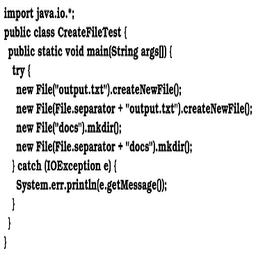 import java.io.*;
public class CreateFileTest {
public static void main(String args[]) {
try {
new File("output.txt").createNewFile();
new File(File.separator + "output.txt").createNewFile();
new File("docs").mkdir();
new File(File.separator + "docs").mkdir();
} catch (IOException e) {
System.err.println(e.getMessage());
}
}
}